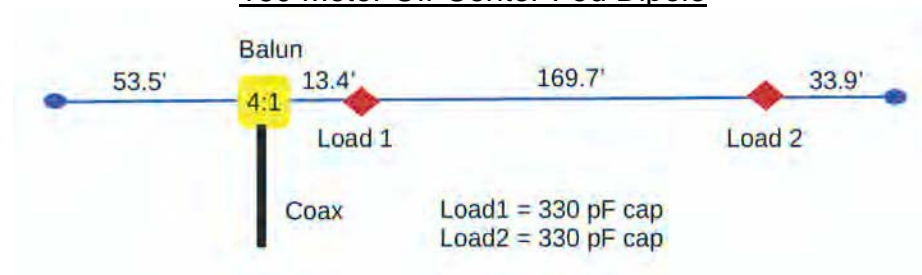 Balun
53.5' 13.4' 169.7' 33.9'
4:1
Load 1 Load 2
Coax
Load1 = 330 pF cap
Load2 = 330 pF cap